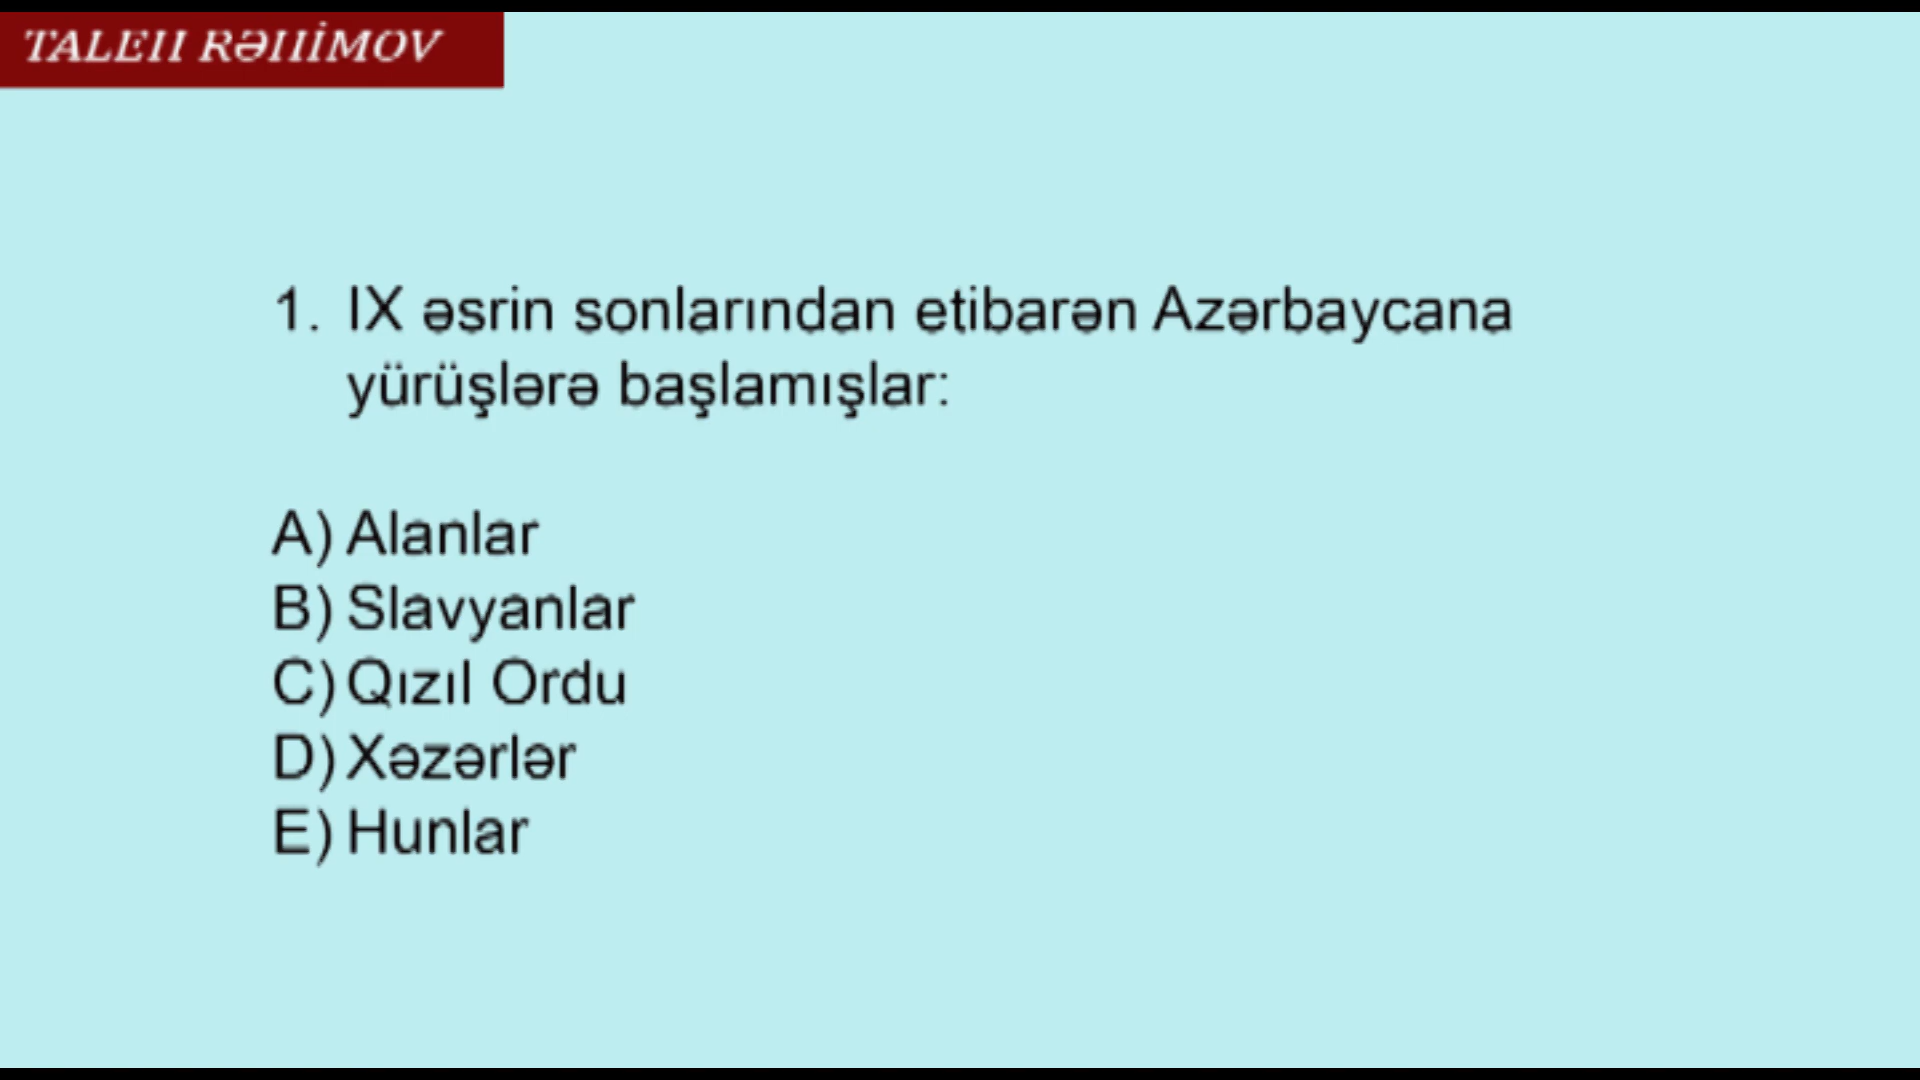 TALEH RƏHİMOV
1. IX əsrin sonlarından etibarən Azərbaycana
yürüşlərə başlamışlar:
A) Alanlar
B) Slavyanlar
C) Qızıl Ordu
D) Xəzərlər
E) Hunlar